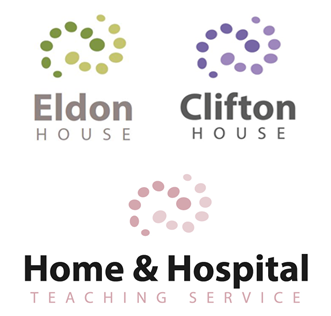 Eldon
HOUSE
Clifton
HOUSE
Home & Hospital
TEACHING SERVICE